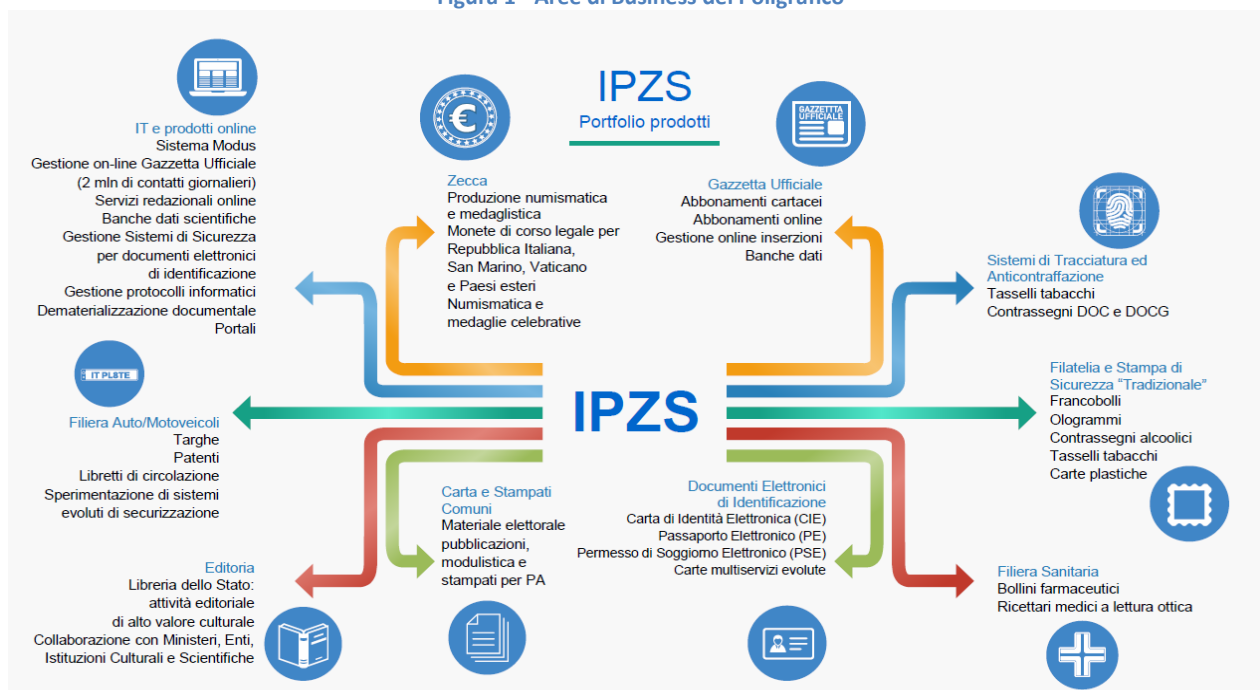 Figura 1 - Aree di Business del Poligrafico
IPZS
Portfolio prodotti
IT e prodotti online
Sistema Modus
Gestione on-line Gazzetta Ufficiale
(2 mln di contatti giornalieri)
Servizi redazionali online
Banche dati scientifiche
Gestione Sistemi di Sicurezza
per documenti elettronici
di identificazione
Gestione protocolli informatici
Dematerializzazione documentale
Portali
€
Zecca
Produzione numismatica
e medaglistica
Monete di corso legale per
Repubblica Italiana,
San Marino, Vaticano
e Paesi esteri
Numismatica e
medaglie celebrative
GAZZETTTA
UFFICIALE
Gazzetta Ufficiale
Abbonamenti cartacei
Abbonamenti online
Gestione online inserzioni
Banche dati
Sistemi di Tracciatura ed
Anticontraffazione
Tasselli tabacchi
Contrassegni DOC e DOCG
IT PL8TE
Filiera Auto/Motoveicoli
Targhe
Patenti
Libretti di circolazione
Sperimentazione di sistemi
evoluti di securizzazione
IPZS
Filatelia e Stampa di
Sicurezza “Tradizionale”
Francobolli
Ologrammi
Contrassegni alcoolici
Tasselli tabacchi
Carte plastiche
Editoria
Libreria dello Stato:
attività editoriale
di alto valore culturale
Collaborazione con Ministeri, Enti,
Istituzioni Culturali e Scientifiche
Carta e Stampati
Comuni
Materiale elettorale
pubblicazioni,
modulistica e
stampati per PA
Documenti Elettronici
di Identificazione
Carta di Identità Elettronica (CIE)
Passaporto Elettronico (PE)
Permesso di Soggiorno Elettronico (PSE)
Carte multiservizi evolute
Filiera Sanitaria
Bollini farmaceutici
Ricettari medici a lettura ottica